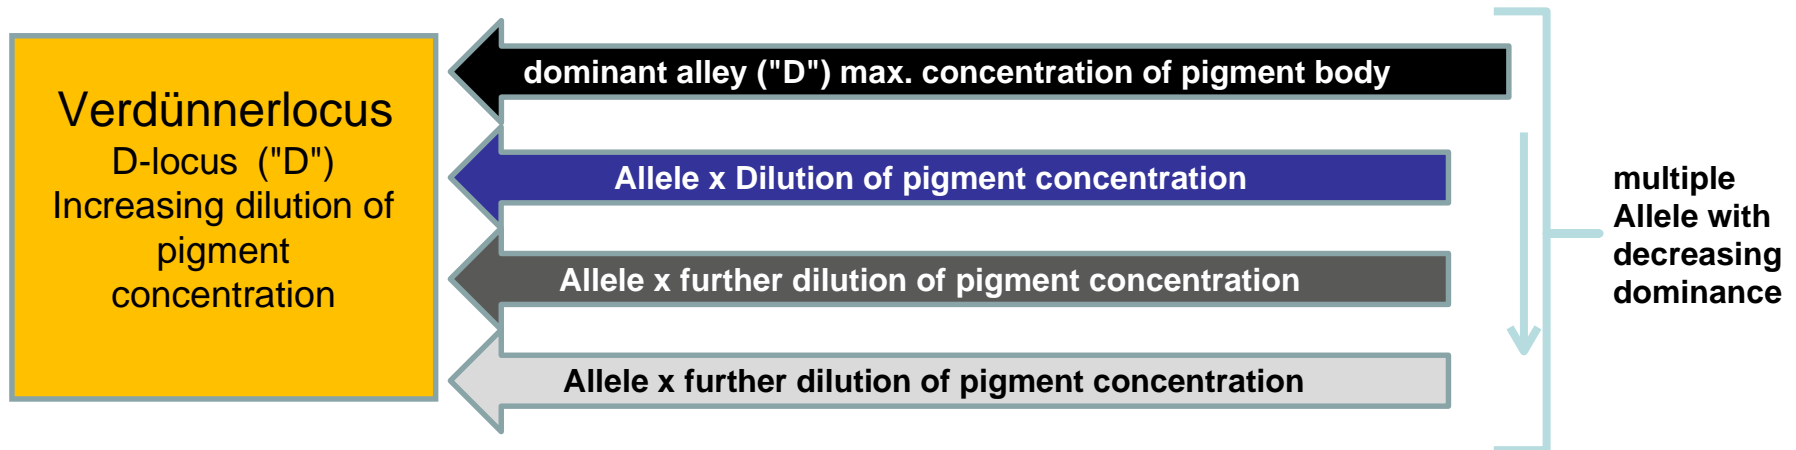 Verdünnerlocus
D-locus ("D")
Increasing dilution of
pigment
concentration
dominant alley ("D") max. concentration of pigment body
Allele x Dilution of pigment concentration
Allele x further dilution of pigment concentration
Allele x further dilution of pigment concentration
multiple
Allele with
decreasing
dominance